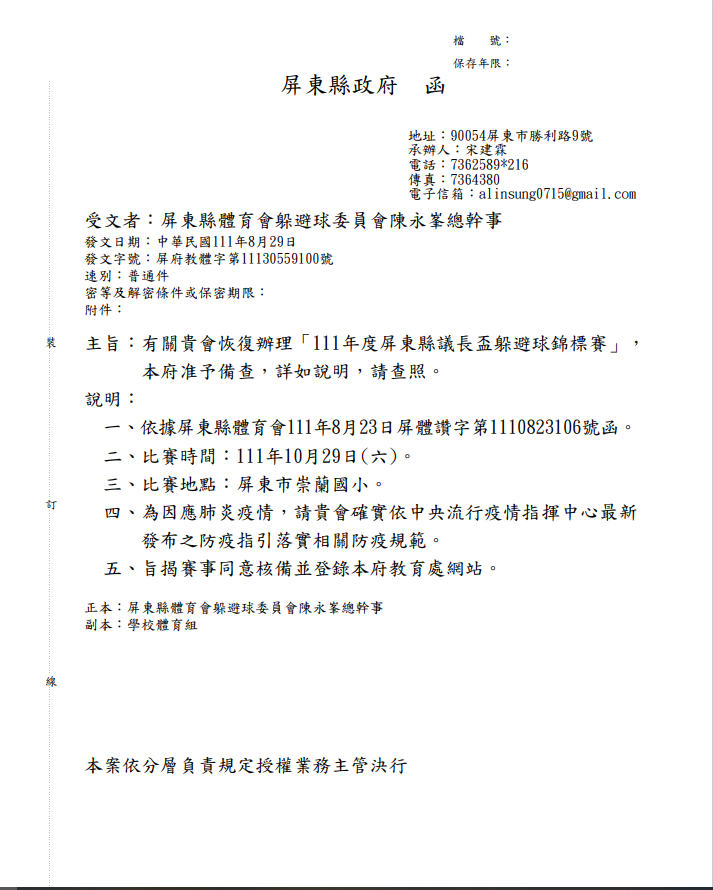 檔　　號：
保存年限：
屏東縣政府　函
地址：90054屏東市勝利路9號
承辦人：宋建霖
電話：7362589*216
傳真：7364380
電子信箱：alinsung0715@gmail.com
受文者：屏東縣體育會躲避球委員會陳永峯總幹事
發文日期：中華民國111年8月29日
發文字號：屏府教體字第11130559100號
速別：普通件
密等及解密條件或保密期限：
附件：
主旨：有關貴會恢復辦理「111年度屏東縣議長盃躲避球錦標賽」，
本府准予備查，詳如說明，請查照。
說明：
一、依據屏東縣體育會111年8月23日屏體讚字第1110823106號函。
二、比賽時間：111年10月29日(六)。
三、比賽地點：屏東市崇蘭國小。
四、為因應肺炎疫情，請貴會確實依中央流行疫情指揮中心最新
發布之防疫指引落實相關防疫規範。
五、旨揭賽事同意核備並登錄本府教育處網站。
正本：屏東縣體育會躲避球委員會陳永峯總幹事
副本：學校體育組
本案依分層負責規定授權業務主管決行
裝
訂
線